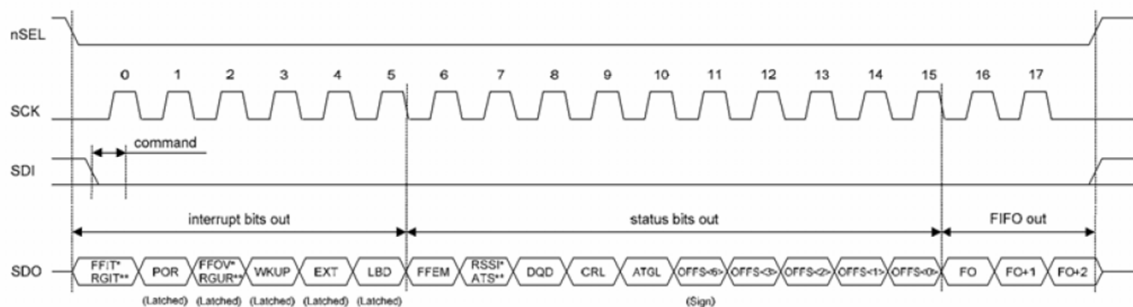 nSEL
0 1 2 3 4 5 6 7 8 9 10 11 12 13 14 15 16 17
SCK
command
SDI
interrupt bits out status bits out FIFO out
SDO
FFIT*
RGIT**
POR
FFOV*
RGUR**
WKUP
EXT
LBD
FFEM
RSSI*
ATS**
DQD
CRL
ATGL
OFFS<6>
OFFS<3>
OFFS<2>
OFFS<1>
OFFS<0>
FO
FO+1
FO+2
(Latched) (Latched) (Latched) (Latched) (Latched) (Sign)